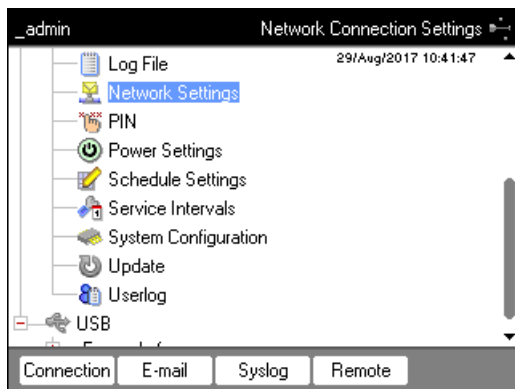 _admin Network Connection Settings
29/Aug/2017 10:41:47
Log File
Network Settings
PIN
Power Settings
Schedule Settings
Service Intervals
System Configuration
Update
Userlog
USB
Connection E-mail Syslog Remote